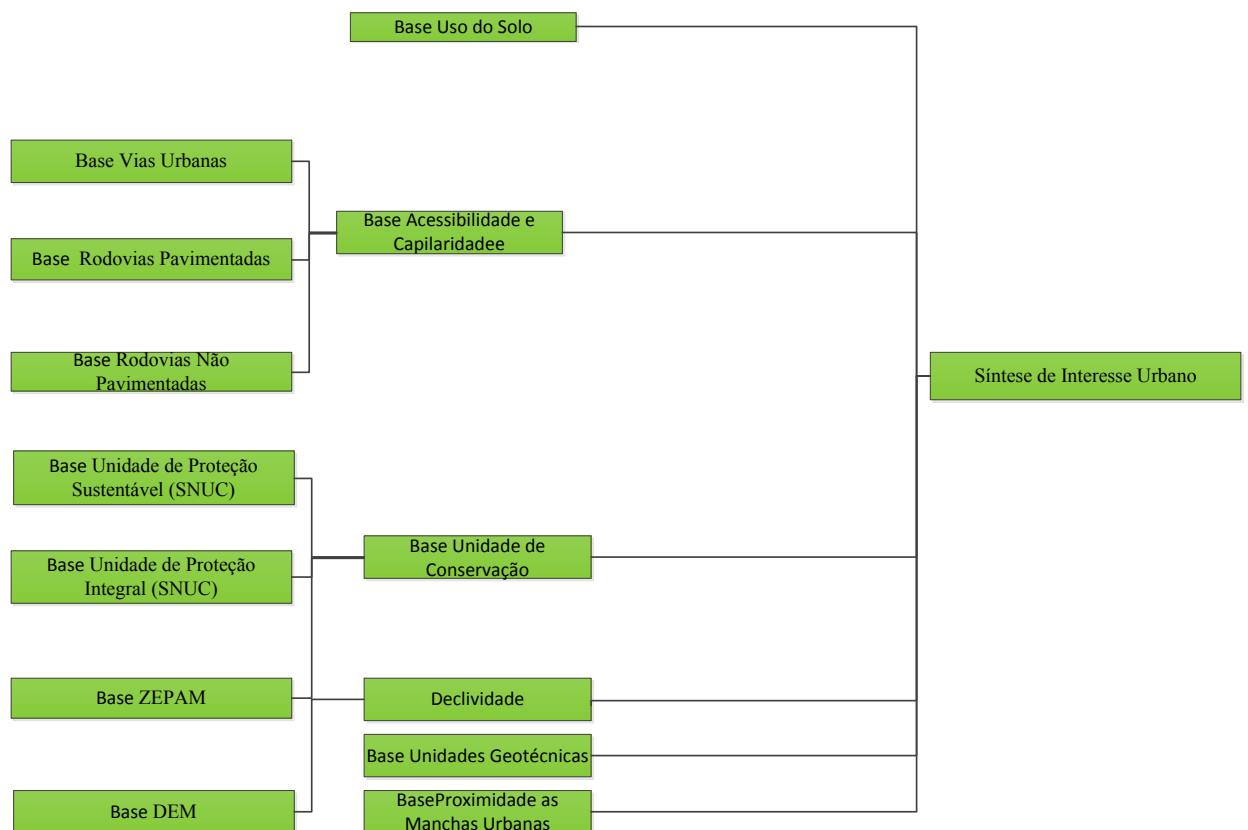 Base Uso do Solo
Base Vias Urbanas
Base Acessibilidade e
Capilaridadee
Base Rodovias Pavimentadas
Base Rodovias Não
Pavimentadas
Síntese de Interesse Urbano
Base Unidade de Proteção
Sustentável (SNUC)
Base Unidade de Proteção
Integral (SNUC)
Base Unidade de
Conservação
Base ZEPAM
Declividade
Base Unidades Geotécnicas
Base DEM
BaseProximidade as
Manchas Urbanas